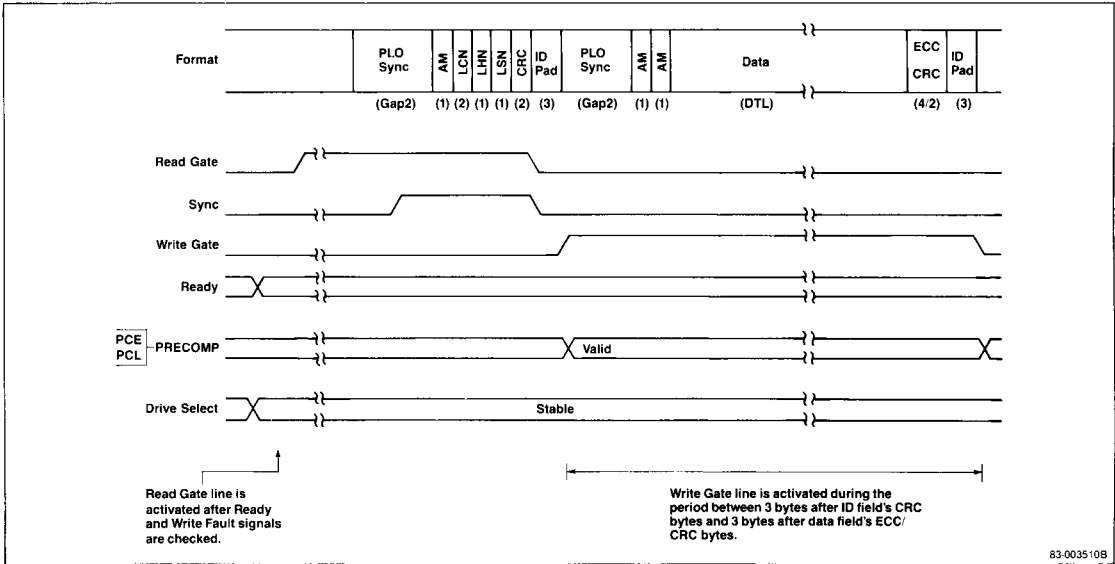 Format
PLO Sync
AM
LCN
LHN
LSN
CRC
ID Pad
PLO Sync
AM
AM
Data
ECC CRC
ID Pad
(Gap2) (1) (2) (1) (1) (2) (3) (Gap2) (1) (1) (DTL) (4/2) (3)
Read Gate
Sync
Write Gate
Ready
PCE
PCL
PRECOMP
Valid
Drive Select
Stable
Read Gate line is
activated after Ready
and Write Fault signals
are checked.
Write Gate line is activated during the
period between 3 bytes after ID field's CRC
bytes and 3 bytes after data field's ECC/
CRC bytes.
83-003510B